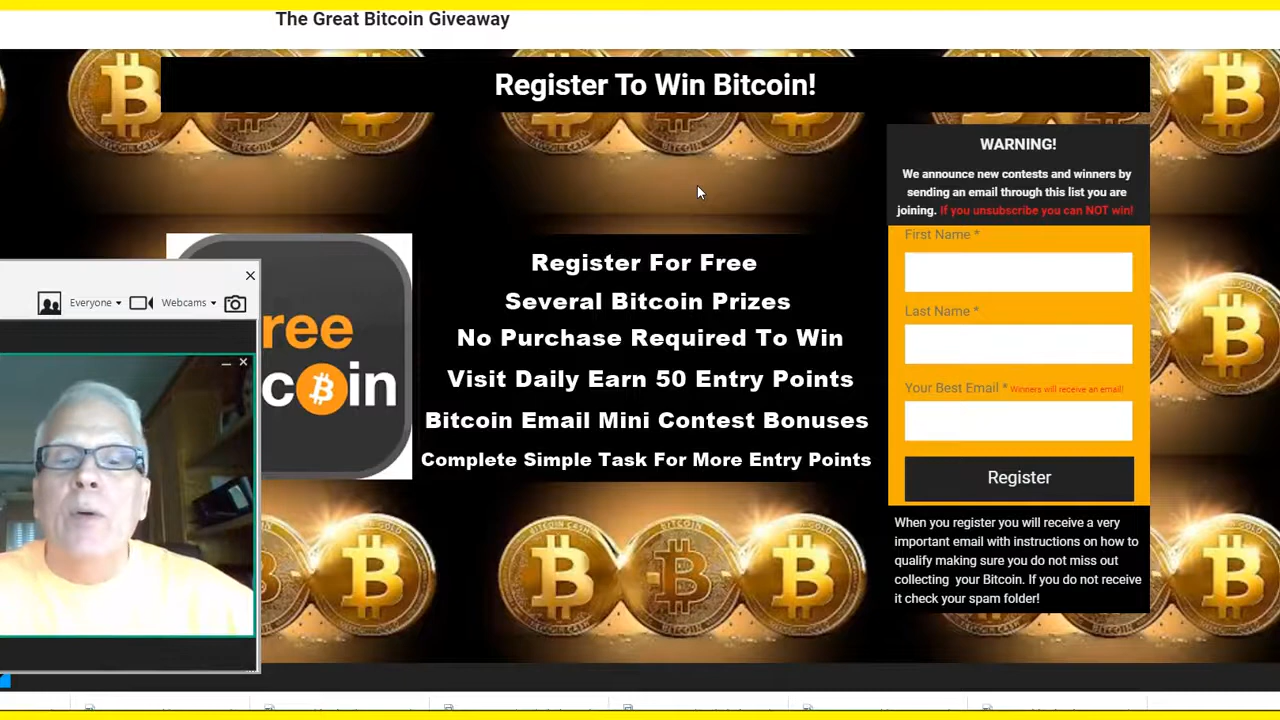 The Great Bitcoin Giveaway
Register To Win Bitcoin!
WARNING!
We announce new contests and winners by
sending an email through this list you are
joining. If you unsubscribe you can NOT win!
First Name *
Last Name *
Your Best Email * Winners will receive an email!
Register
When you register you will receive a very
important email with instructions on how to
qualify making sure you do not miss out
collecting your Bitcoin. If you do not receive
it check your spam folder!
Register For Free
Several Bitcoin Prizes
No Purchase Required To Win
Visit Daily Earn 50 Entry Points
Bitcoin Email Mini Contest Bonuses
Complete Simple Task For More Entry Points
ree
coin
Everyone
Webcams